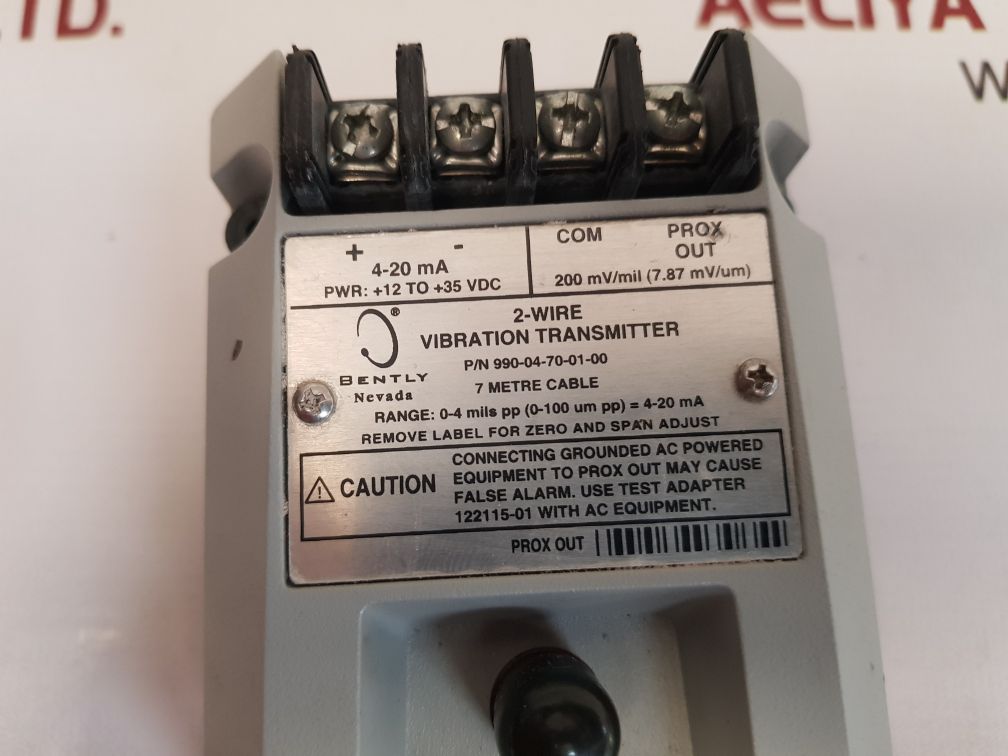 LTD.
AELIYA
W
+ -
4-20 mA
PWR: +12 TO +35 VDC
COM PROX
OUT
200 mV/mil (7.87 mV/um)
®
2-WIRE
VIBRATION TRANSMITTER
P/N 990-04-70-01-00
BENTLY
Nevada
7 METRE CABLE
RANGE: 0-4 mils pp (0-100 um pp) = 4-20 mA
REMOVE LABEL FOR ZERO AND SPAN ADJUST
CAUTION
CONNECTING GROUNDED AC POWERED
EQUIPMENT TO PROX OUT MAY CAUSE
FALSE ALARM. USE TEST ADAPTER
122115-01 WITH AC EQUIPMENT.
PROX OUT